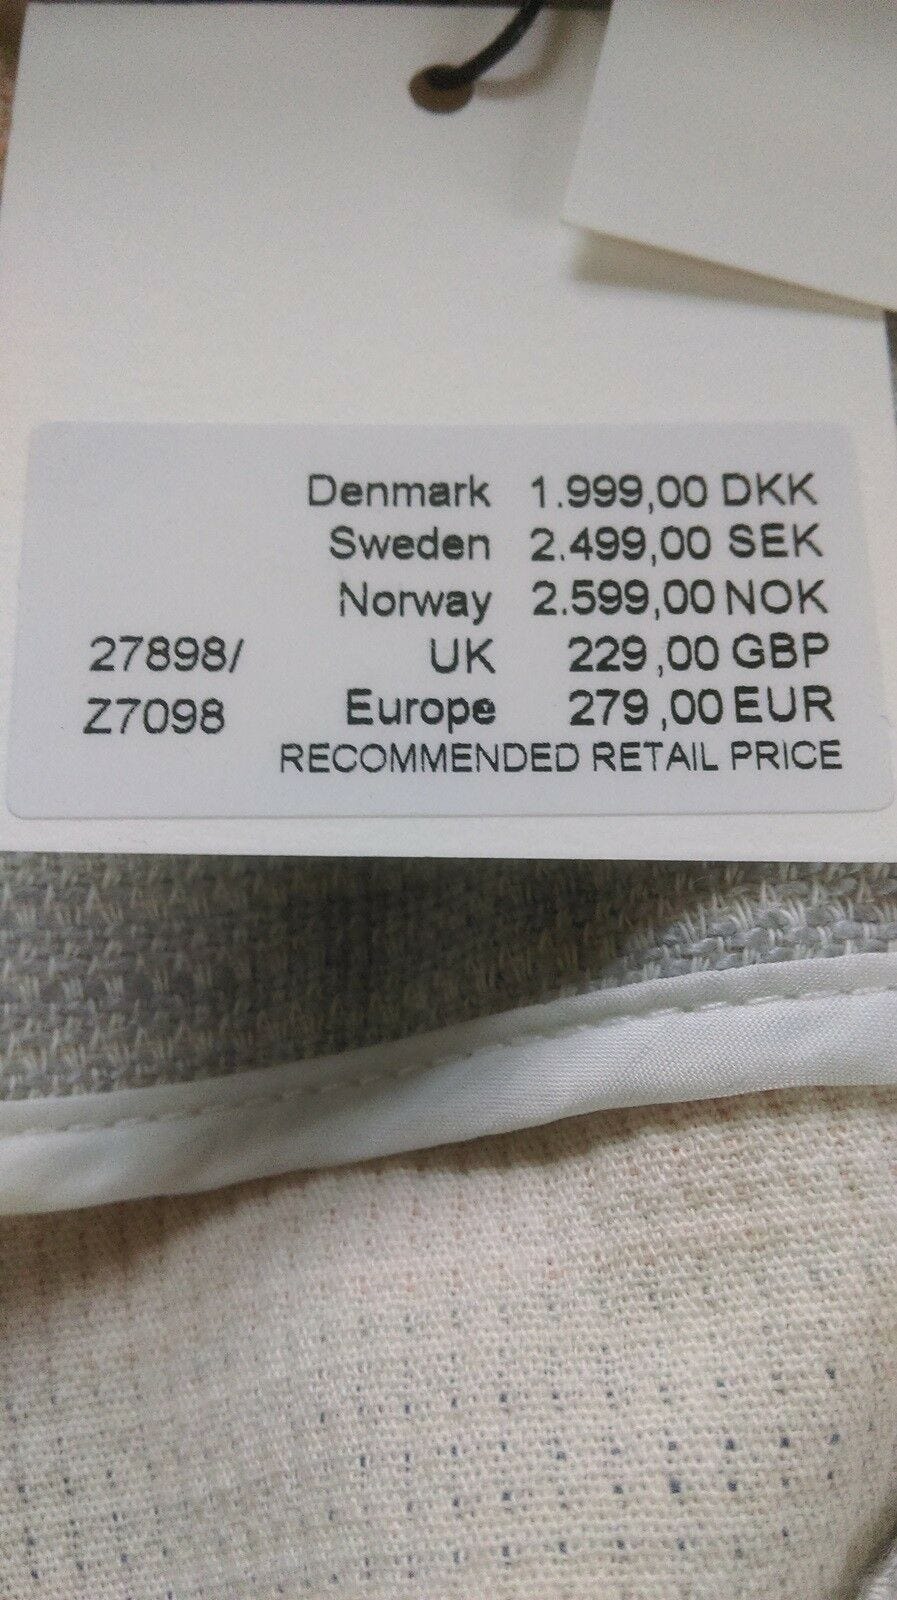 Denmark 1.999,00 DKK
Sweden 2.499,00 SEK
Norway 2.599,00 NOK
27898/ UK 229,00 GBP
Z7098 Europe 279,00 EUR
RECOMMENDED RETAIL PRICE